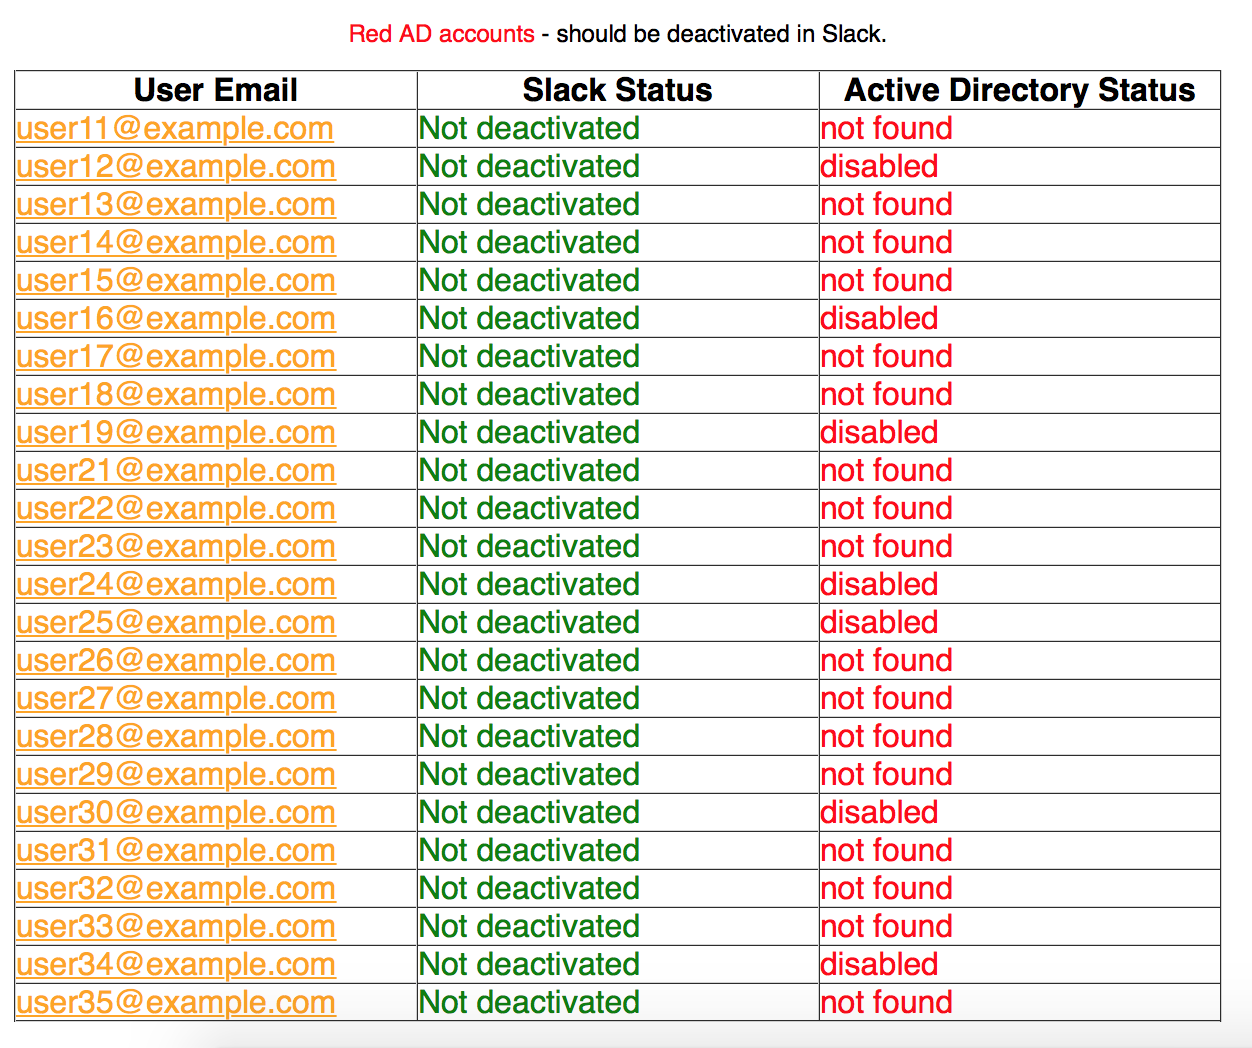 Red AD accounts - should be deactivated in Slack.
User Email Slack Status Active Directory Status
user11@example.com Not deactivated not found
user12@example.com Not deactivated disabled
user13@example.com Not deactivated not found
user14@example.com Not deactivated not found
user15@example.com Not deactivated not found
user16@example.com Not deactivated disabled
user17@example.com Not deactivated not found
user18@example.com Not deactivated not found
user19@example.com Not deactivated disabled
user21@example.com Not deactivated not found
user22@example.com Not deactivated not found
user23@example.com Not deactivated not found
user24@example.com Not deactivated disabled
user25@example.com Not deactivated disabled
user26@example.com Not deactivated not found
user27@example.com Not deactivated not found
user28@example.com Not deactivated not found
user29@example.com Not deactivated not found
user30@example.com Not deactivated disabled
user31@example.com Not deactivated not found
user32@example.com Not deactivated not found
user33@example.com Not deactivated not found
user34@example.com Not deactivated disabled
user35@example.com Not deactivated not found